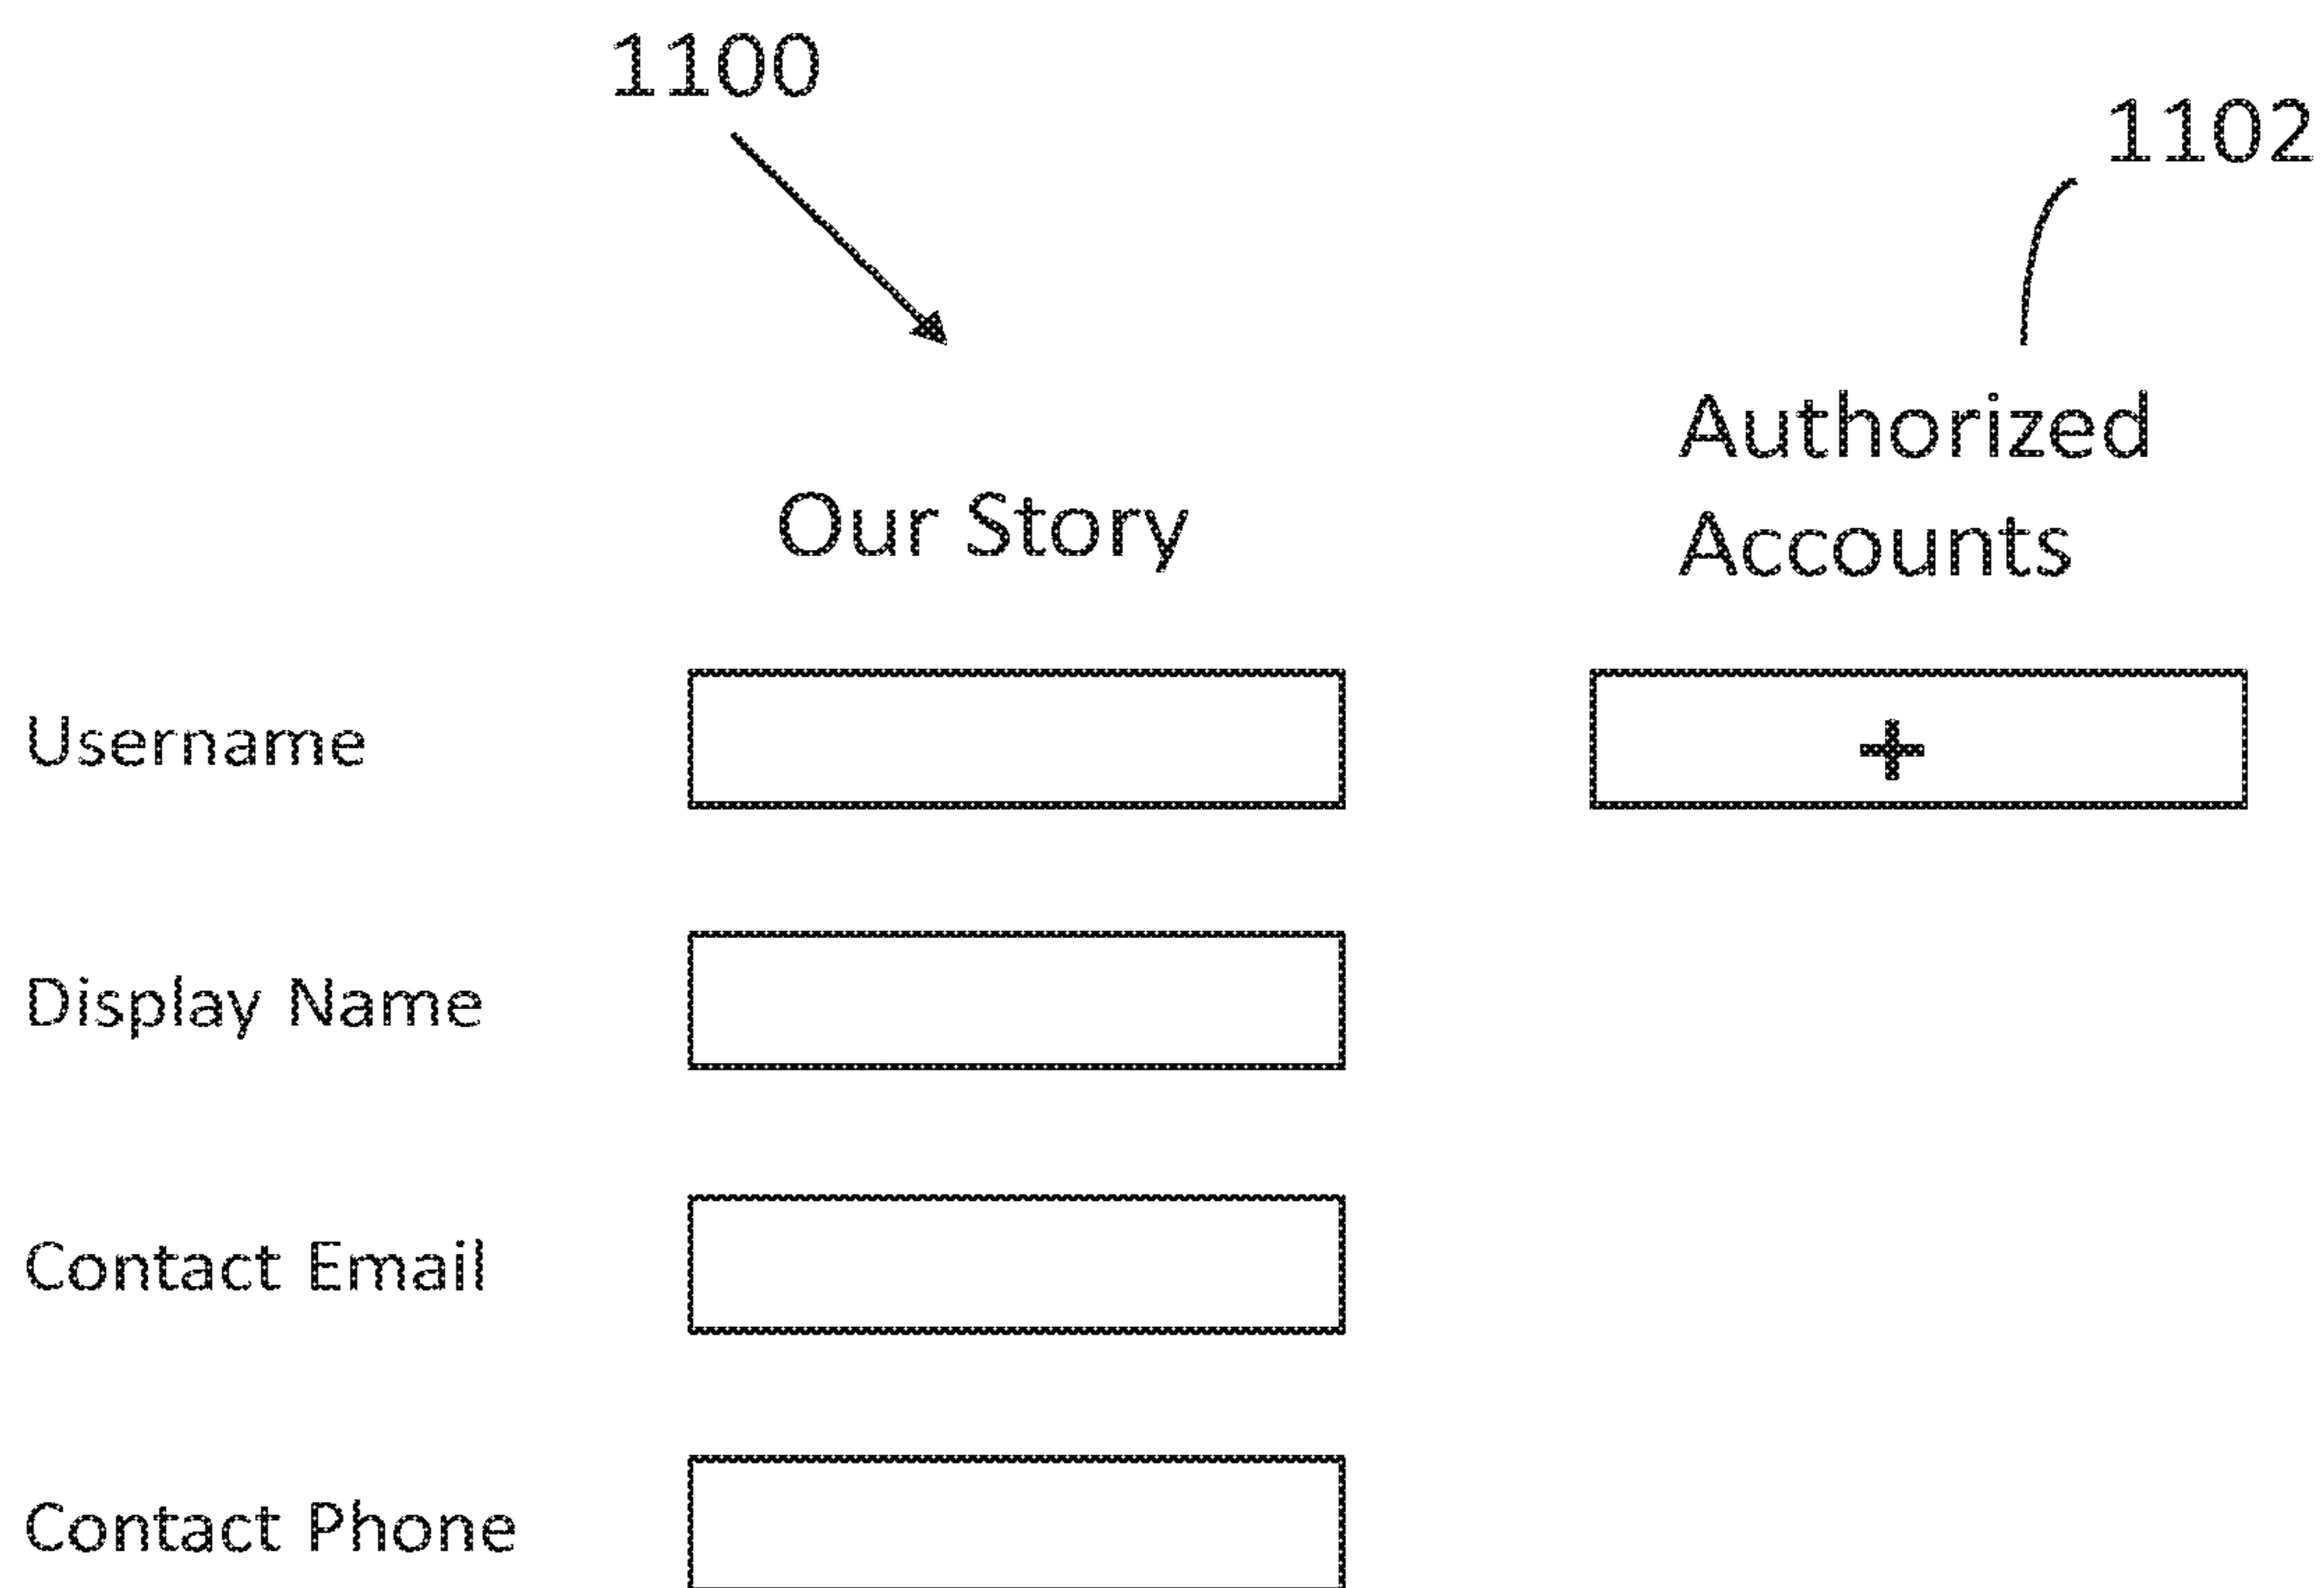 1100
1102
Authorized
Accounts
Our Story
Username
+
Display Name
Contact Email
Contact Phone